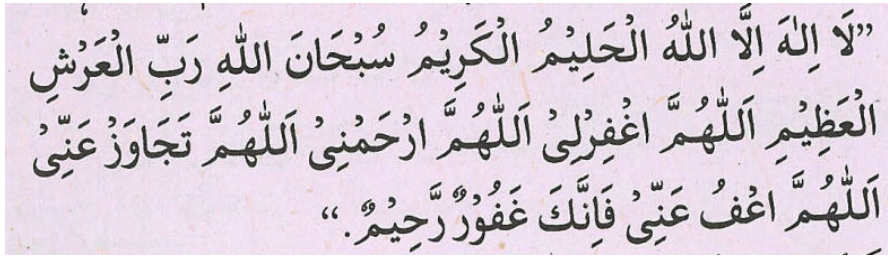 ”لَا اِلٰهَ اِلَّا اللّٰهُ الْحَلِيْمُ الْكَرِيْمُ سُبْحَانَ اللّٰهِ رَبِّ الْعَرْشِ
الْعَظِيْمِ اَللّٰهُمَّ اغْفِرْلِىْ اَللّٰهُمَّ ارْحَمْنِىْ اَللّٰهُمَّ تَجَاوَزْ عَنِّىْ
اَللّٰهُمَّ اعْفُ عَنِّىْ فَاِنَّكَ غَفُوْرٌ رَّحِيْمٌ.“